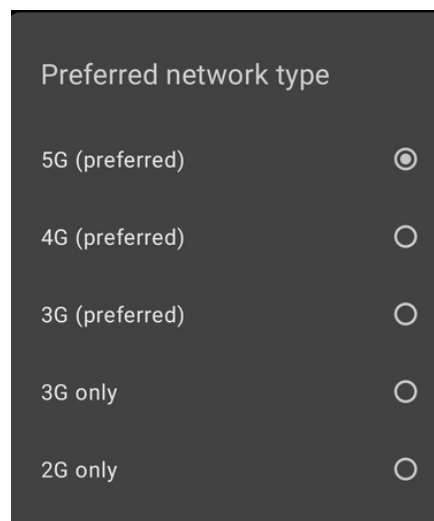 Preferred network type
5G (preferred)
4G (preferred)
3G (preferred)
3G only
2G only